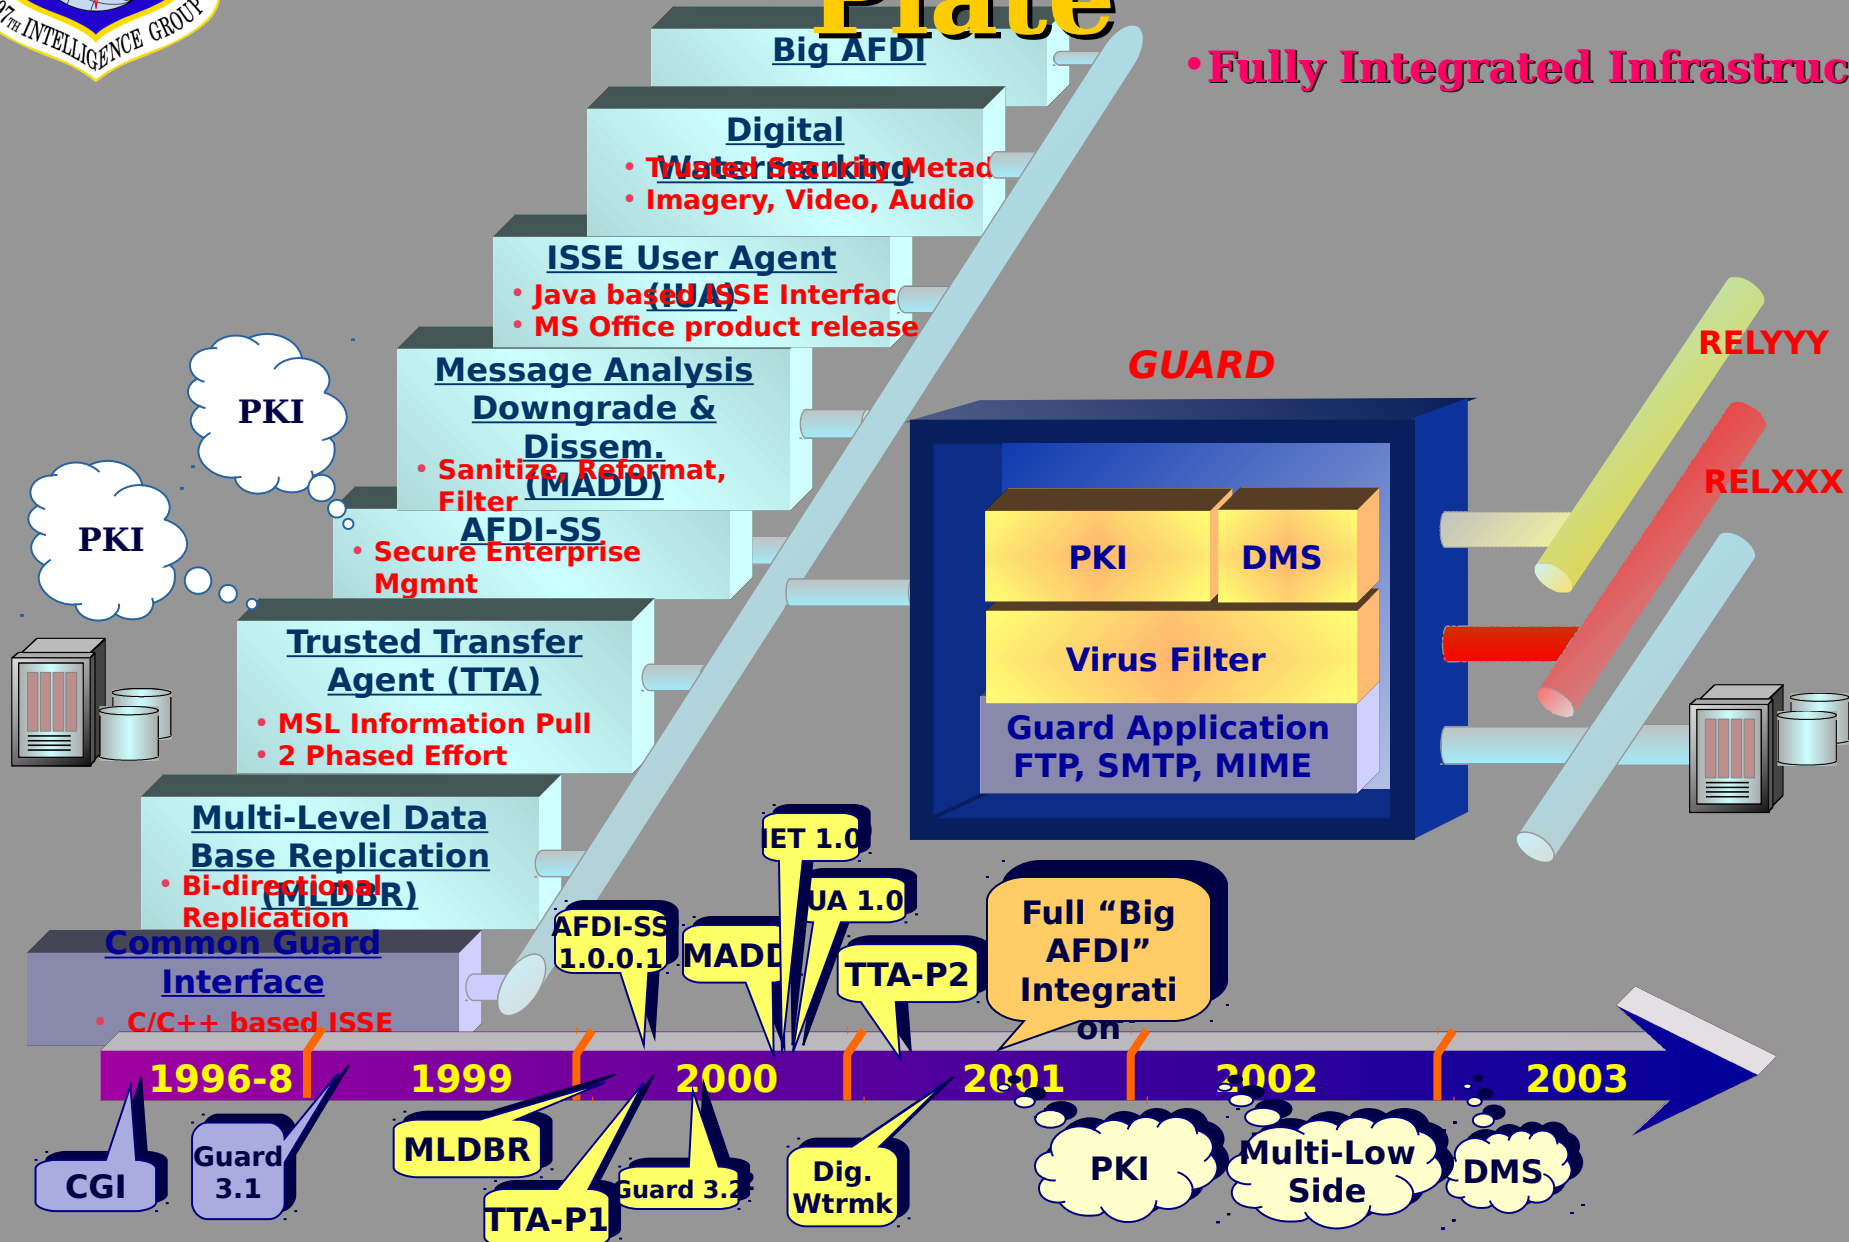 Plate
97TH INTELLIGENCE GROUP
Big AFDI
•Fully Integrated Infrastruc
Digital
Watermarking
• Trusted Security Metad
• Imagery, Video, Audio
ISSE User Agent
(IUA)
• Java based ISSE Interfac
• MS Office product release
Message Analysis
Downgrade &
Dissem.
(MADD)
• Sanitize, Reformat,
Filter
AFDI-SS
• Secure Enterprise
Mgmnt
Trusted Transfer
Agent (TTA)
• MSL Information Pull
• 2 Phased Effort
Multi-Level Data
Base Replication
(MLDBR)
• Bi-directional
Replication
Common Guard
Interface
• C/C++ based ISSE
PKI
PKI
GUARD
PKI
DMS
Virus Filter
Guard Application
FTP, SMTP, MIME
RELYYY
RELXXX
IET 1.0
UA 1.0
AFDI-SS
1.0.0.1
MADD
TTA-P2
Full “Big
AFDI”
Integrati
on
1996-8
1999
2000
2001
2002
2003
CGI
Guard
3.1
MLDBR
TTA-P1
Guard 3.2
Dig.
Wtrmk
PKI
Multi-Low
Side
DMS